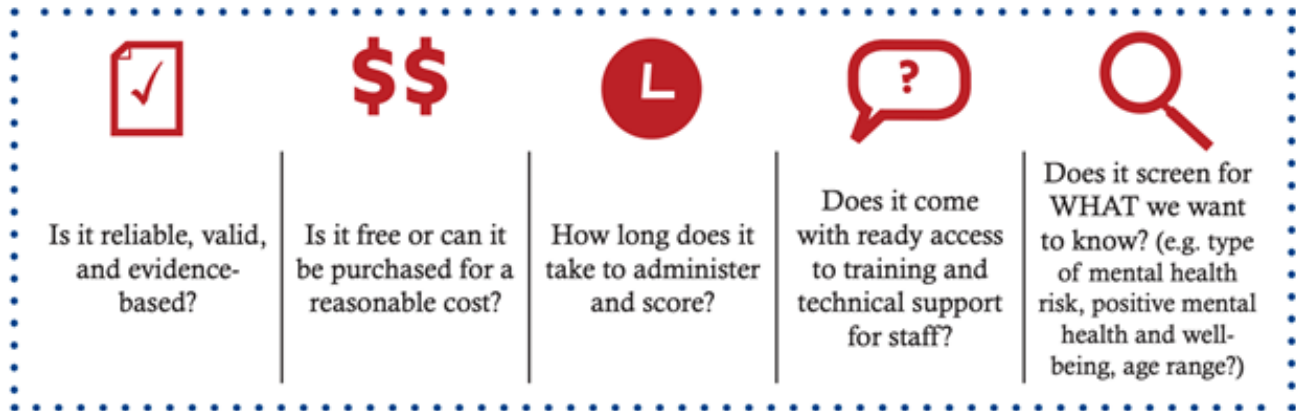 $$
?
Is it reliable, valid,
and evidence-
based?
Is it free or can it
be purchased for a
reasonable cost?
How long does it
take to administer
and score?
Does it come
with ready access
to training and
technical support
for staff?
Does it screen for
WHAT we want
to know? (e.g. type
of mental health
risk, positive mental
health and well-
being, age range?)